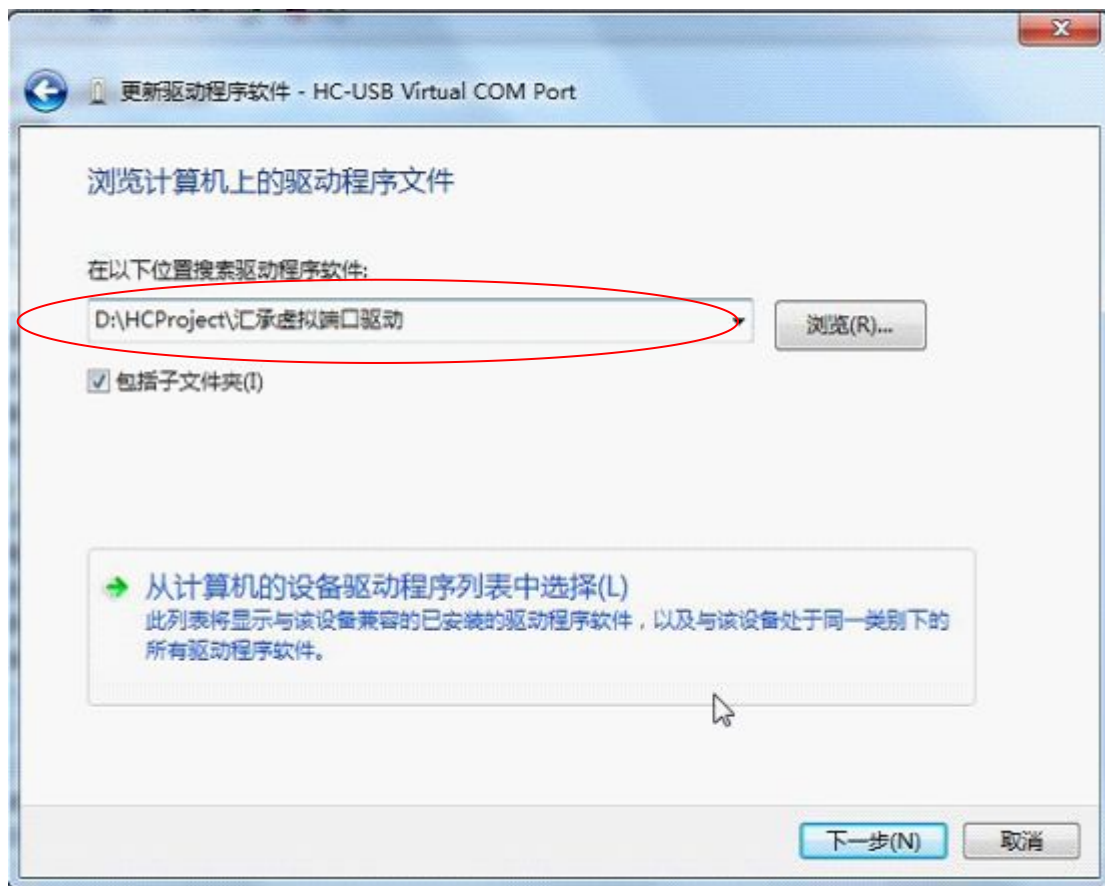 更新驱动程序软件 - HC-USB Virtual COM Port
浏览计算机上的驱动程序文件
在以下位置搜索驱动程序软件:
D:\HCProject\汇承虚拟端口驱动
浏览(R)...
包括子文件夹(I)
从计算机的设备驱动程序列表中选择(L)
此列表将显示与该设备兼容的已安装的驱动程序软件，以及与该设备处于同一类别下的
所有驱动程序软件。
下一步(N)
取消